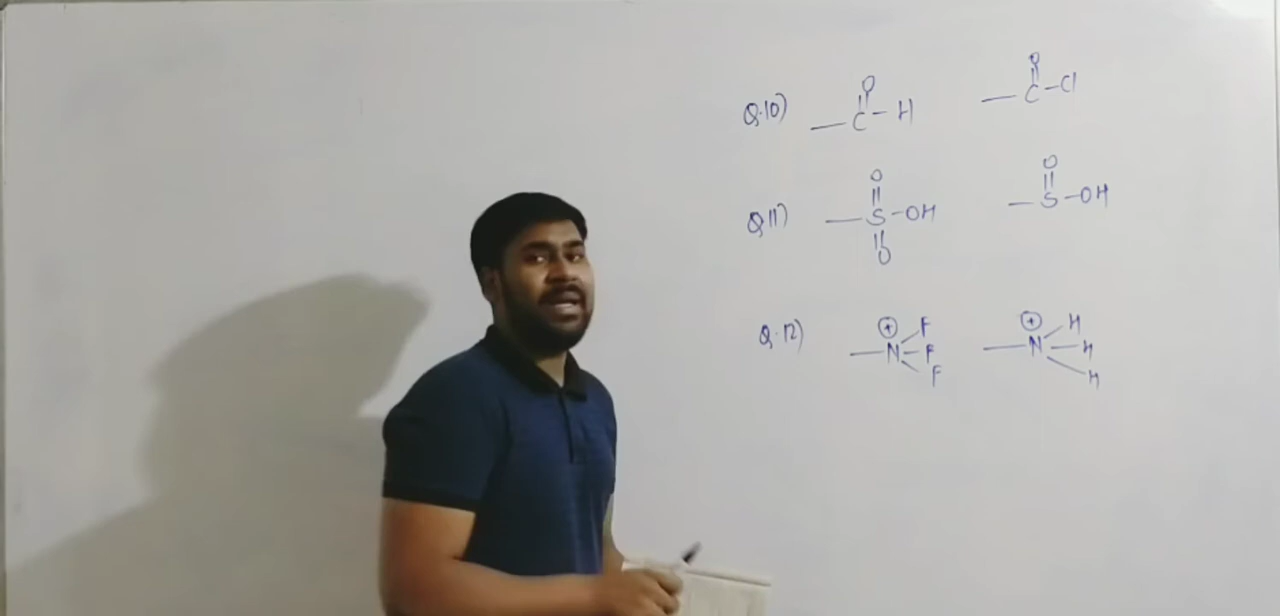 Q.10) —C(=O)—H —C(=O)—Cl
Q.11) —S(=O)(=O)—OH —S(=O)—OH
Q.12) —N⊕ F F F —N⊕ H H H